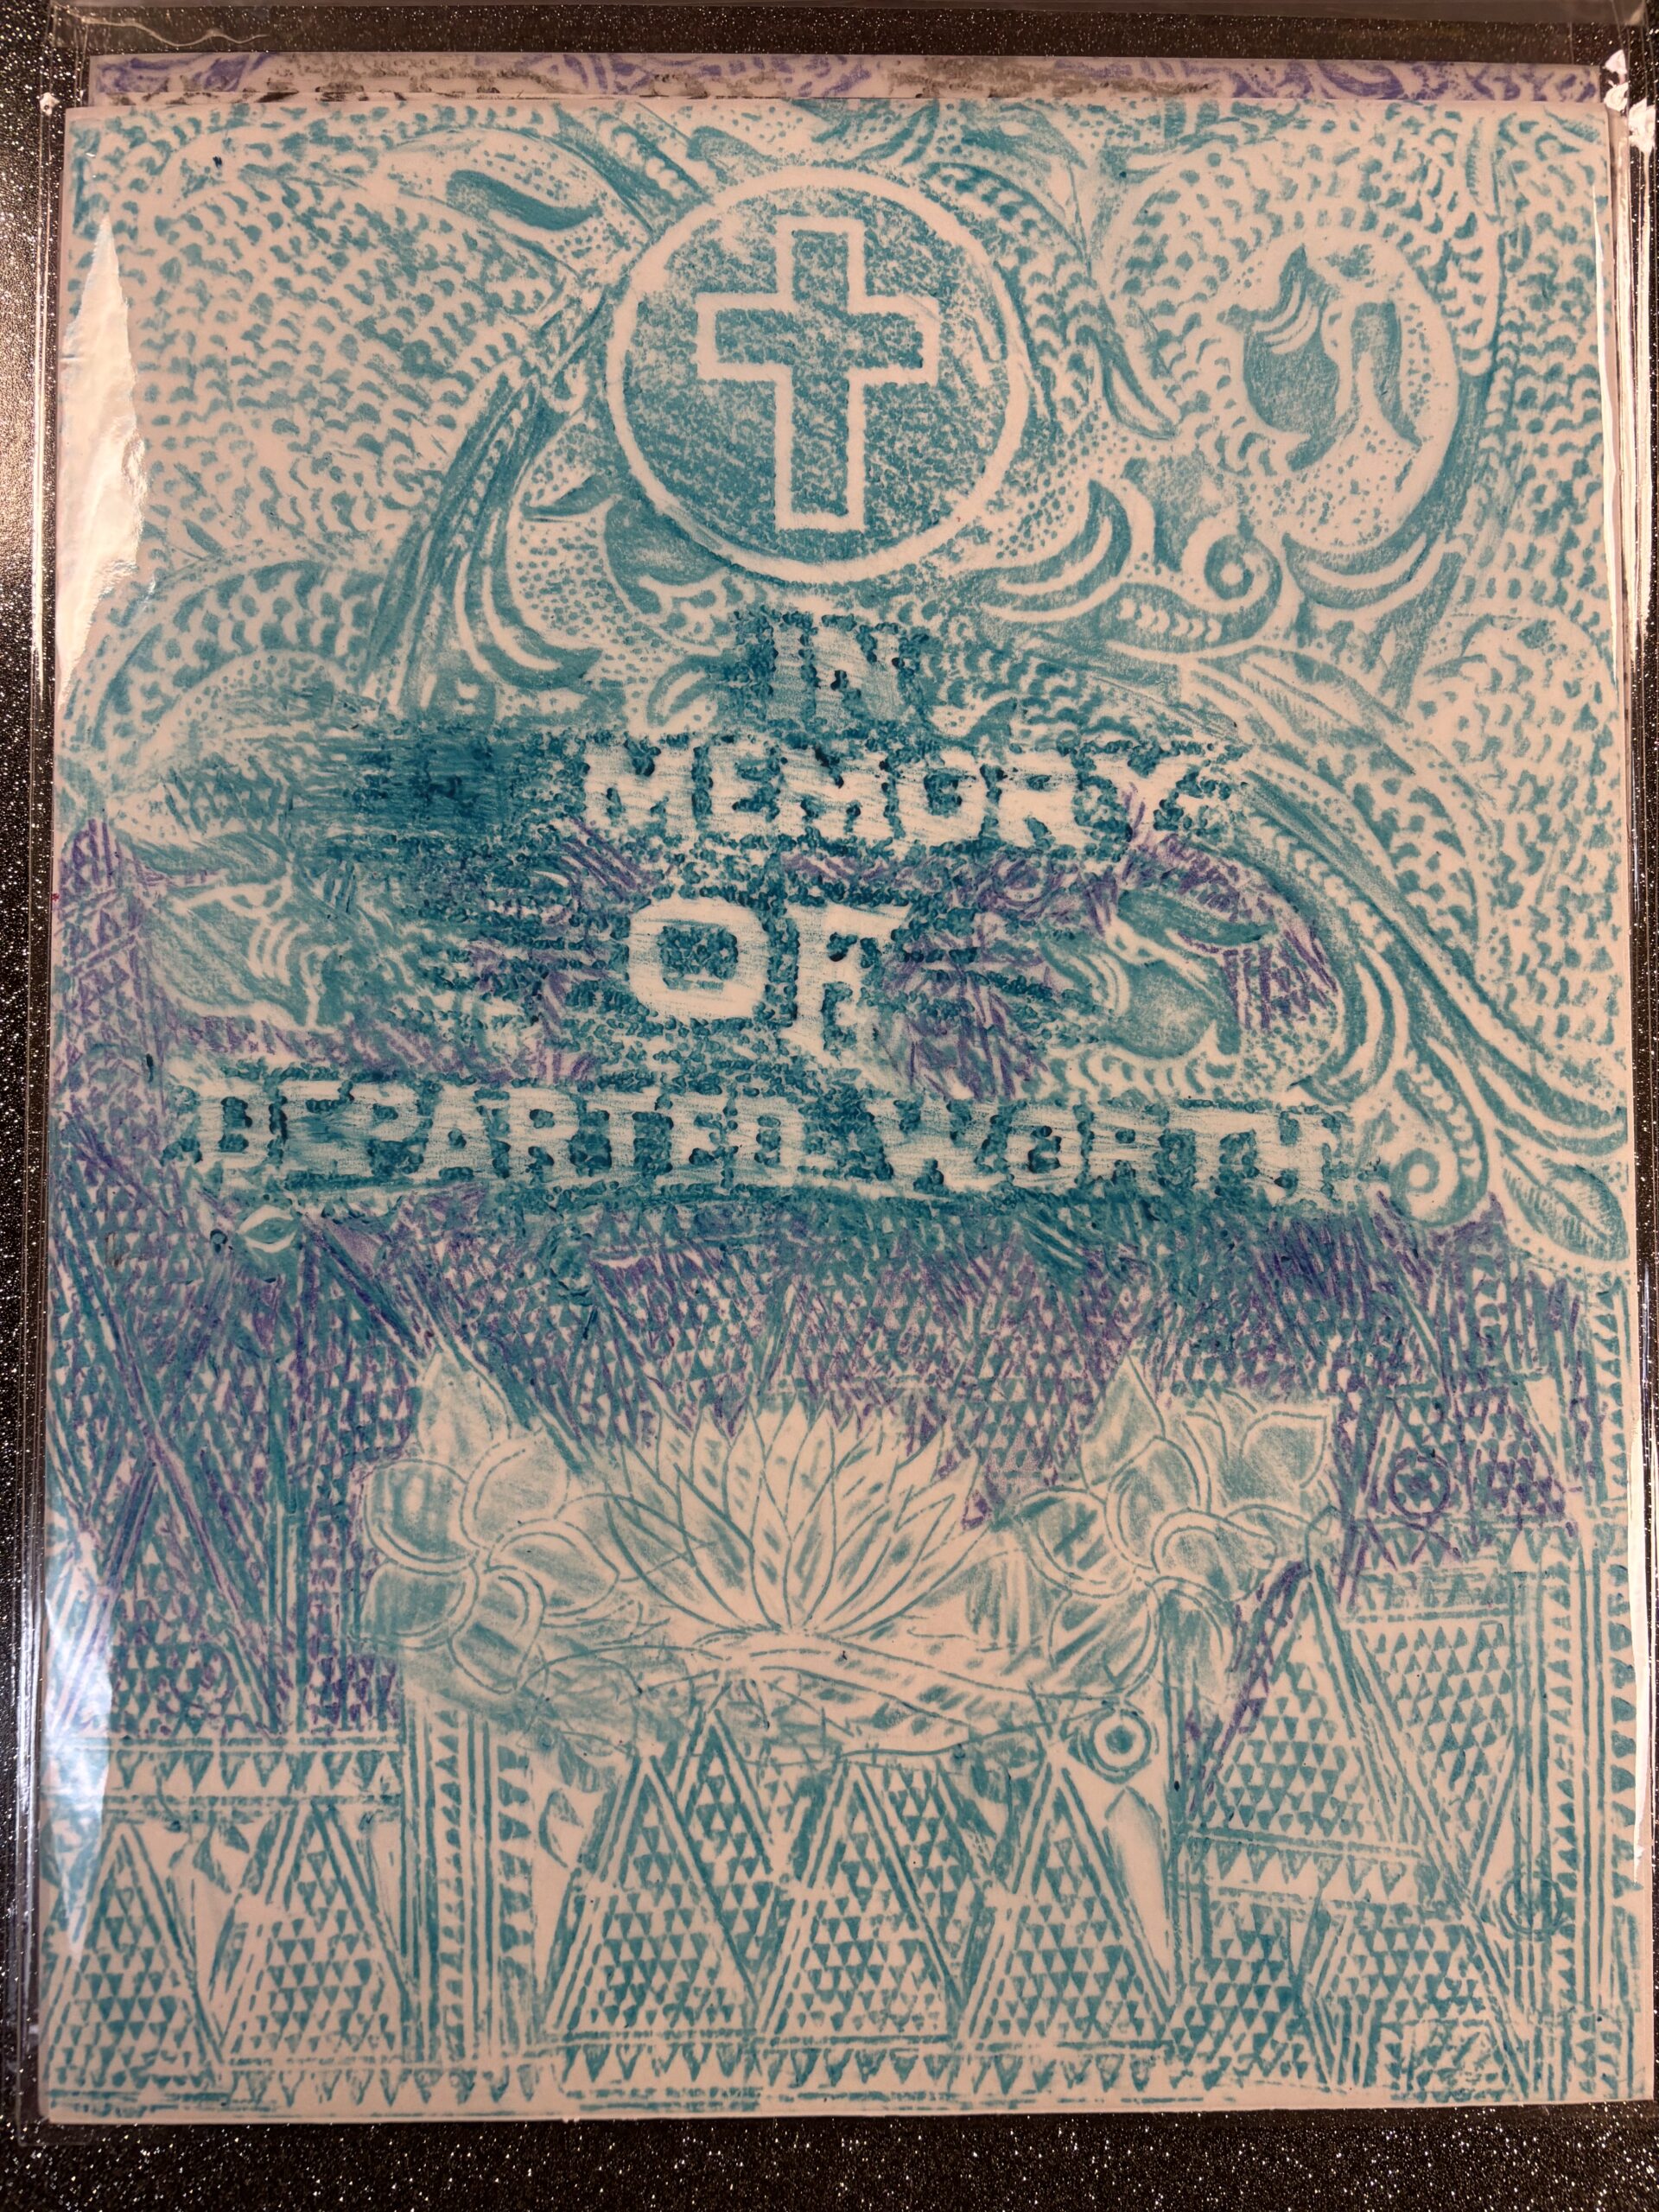 IN
MEMORY
OF
DEPARTED WORTH